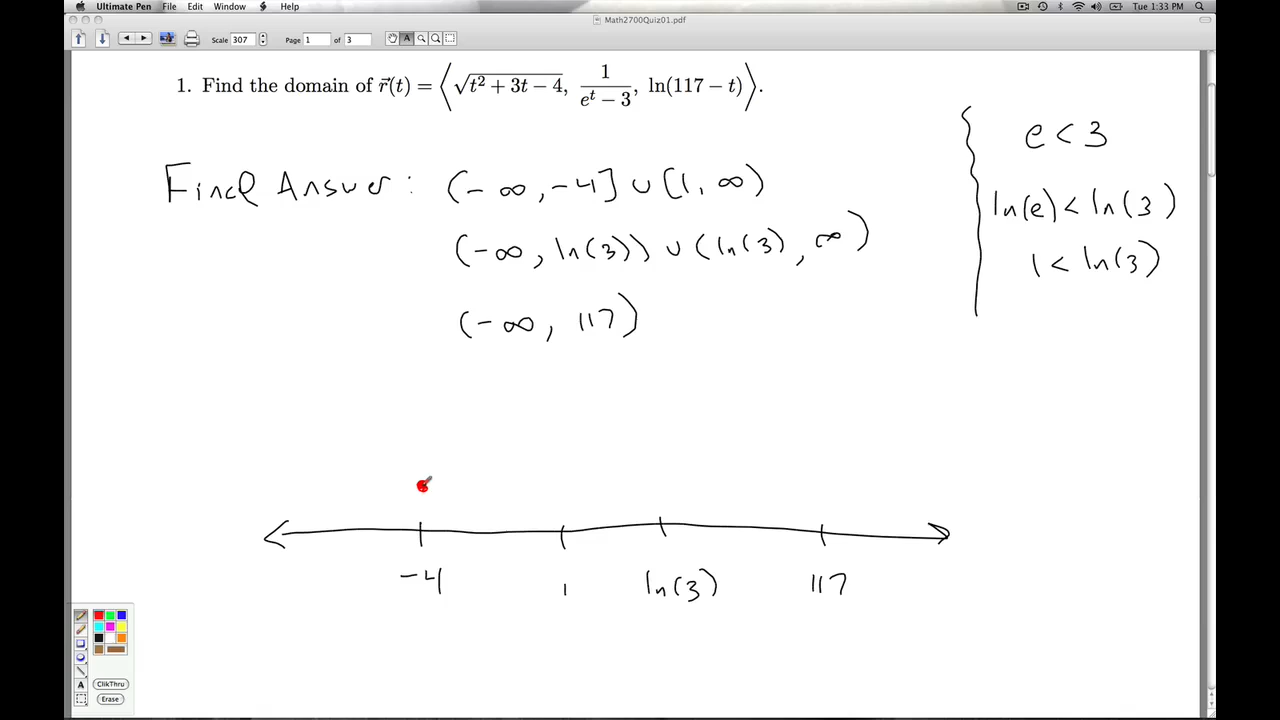 Ultimate Pen File Edit Window Help Tue 1:33 PM
Math2700Quiz01.pdf
Scale 307 Page 1 of 3
1. Find the domain of r⃗(t) = ⟨√(t² + 3t − 4), 1/(eᵗ − 3), ln(117 − t)⟩.
e < 3
Final Answer: (-∞, -4] ∪ [1, ∞)
ln(e) < ln(3)
(-∞, ln(3)) ∪ (ln(3), ∞)
1 < ln(3)
(-∞, 117)
-4 1 ln(3) 117
A
ClikThru
Erase